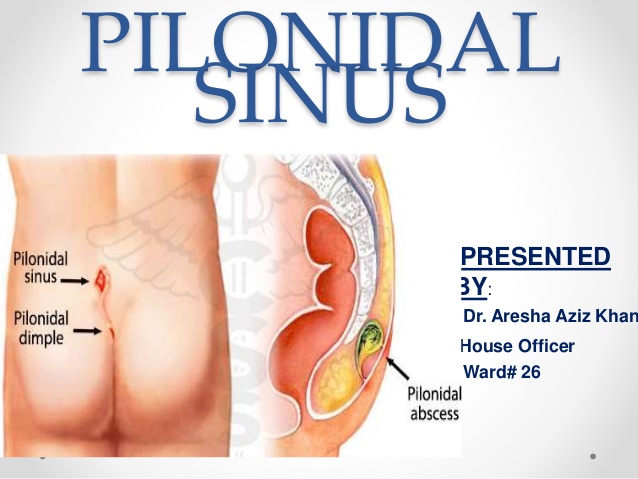 PILONIDAL
SINUS
Pilonidal
sinus
Pilonidal
dimple
Pilonidal
abscess
PRESENTED
BY:
Dr. Aresha Aziz Khan
House Officer
Ward# 26